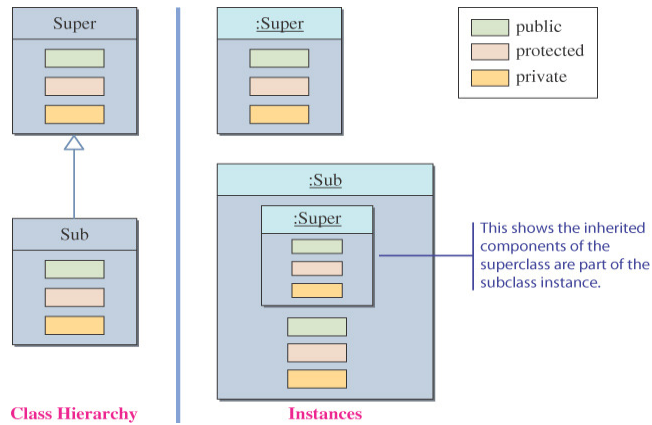 Super
:Super
public
protected
private
:Sub
:Super
Sub
This shows the inherited
components of the
superclass are part of the
subclass instance.
Class Hierarchy
Instances